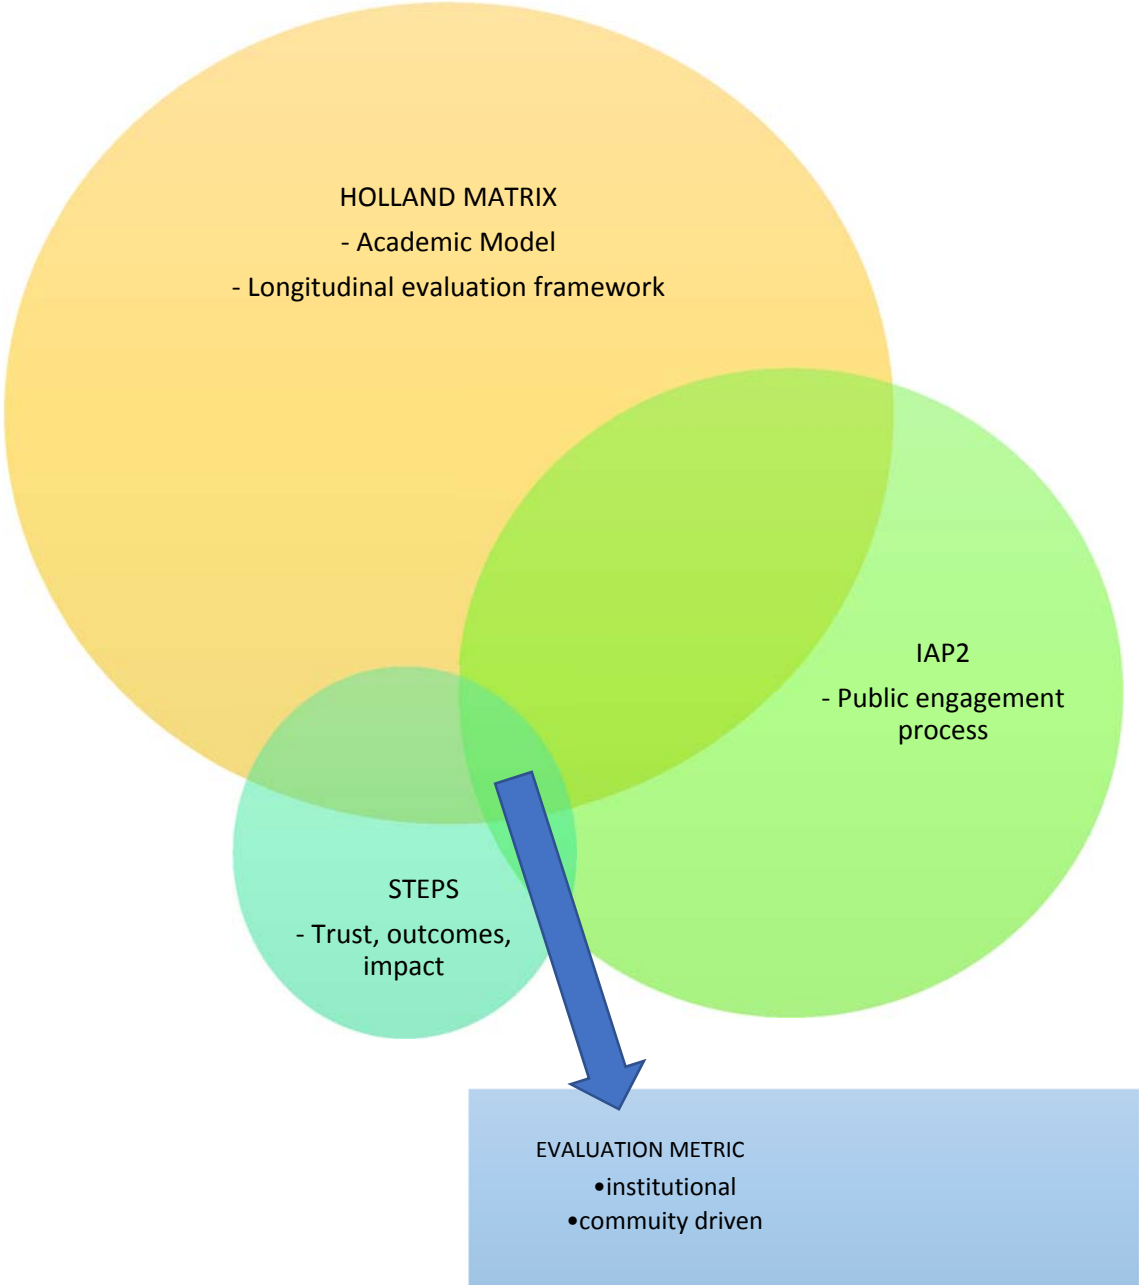 HOLLAND MATRIX
- Academic Model
- Longitudinal evaluation framework
IAP2
- Public engagement
process
STEPS
- Trust, outcomes,
impact
EVALUATION METRIC
•institutional
•commuity driven